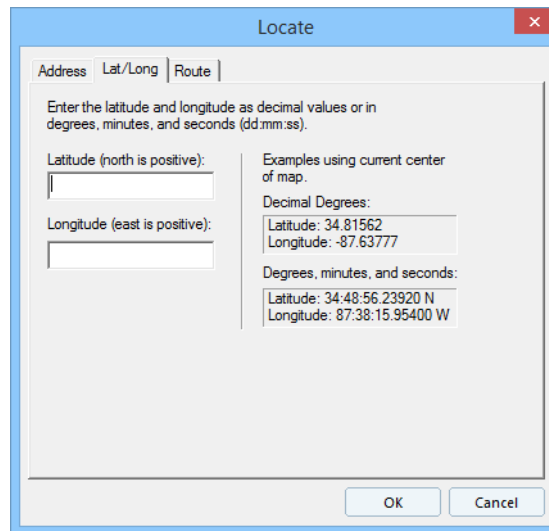 Locate
Address Lat/Long Route
Enter the latitude and longitude as decimal values or in
degrees, minutes, and seconds (dd:mm:ss).
Latitude (north is positive):
Longitude (east is positive):
Examples using current center
of map.
Decimal Degrees:
Latitude: 34.81562
Longitude: -87.63777
Degrees, minutes, and seconds:
Latitude: 34:48:56.23920 N
Longitude: 87:38:15.95400 W
OK Cancel